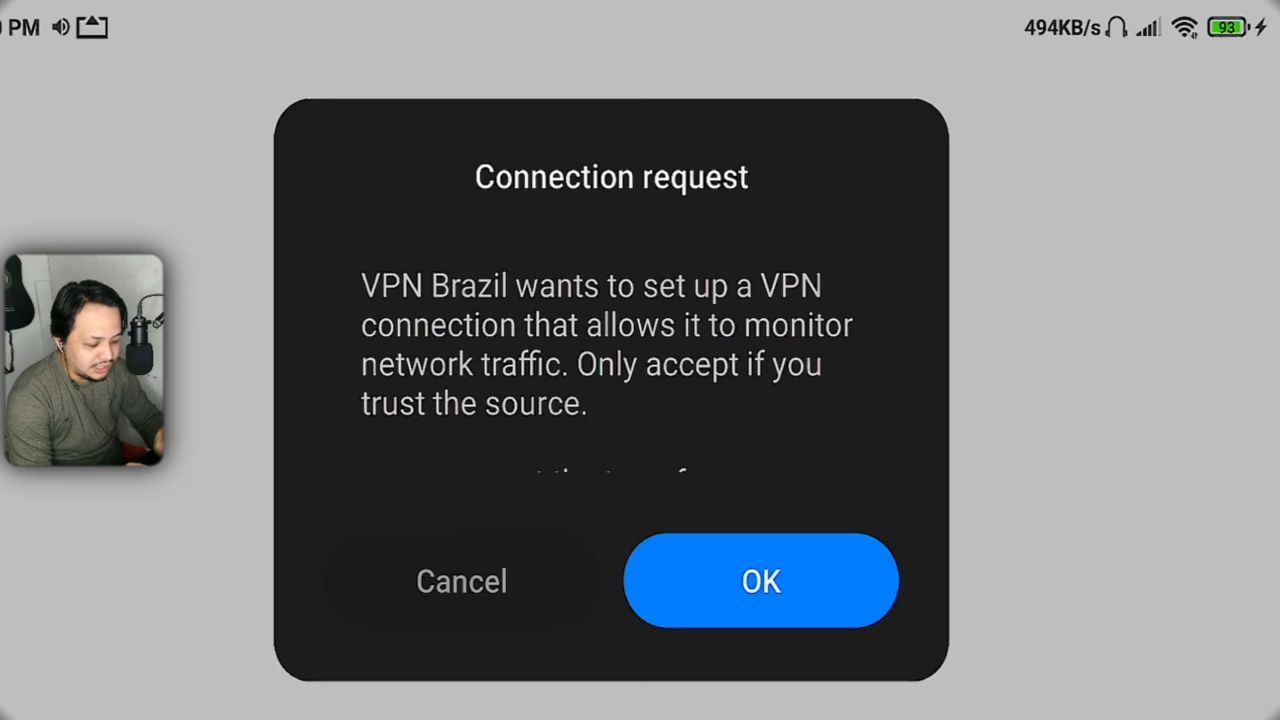 PM
494KB/s
93
Connection request
VPN Brazil wants to set up a VPN
connection that allows it to monitor
network traffic. Only accept if you
trust the source.
Cancel
OK